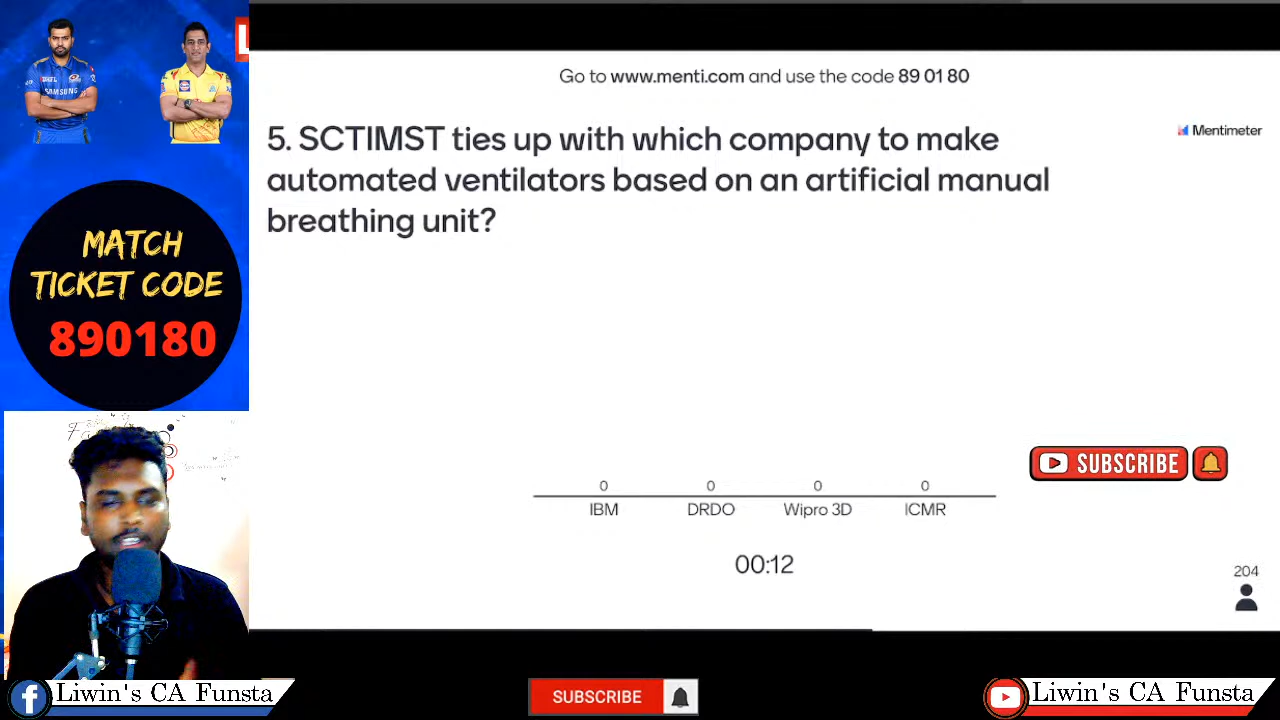 SAMSUNG
L
Go to www.menti.com and use the code 89 01 80
Mentimeter
5. SCTIMST ties up with which company to make
automated ventilators based on an artificial manual
breathing unit?
MATCH
TICKET CODE
890180
SUBSCRIBE
0 0 0 0
IBM DRDO Wipro 3D ICMR
00:12
204
Liwin's CA Funsta
SUBSCRIBE
Liwin's CA Funsta